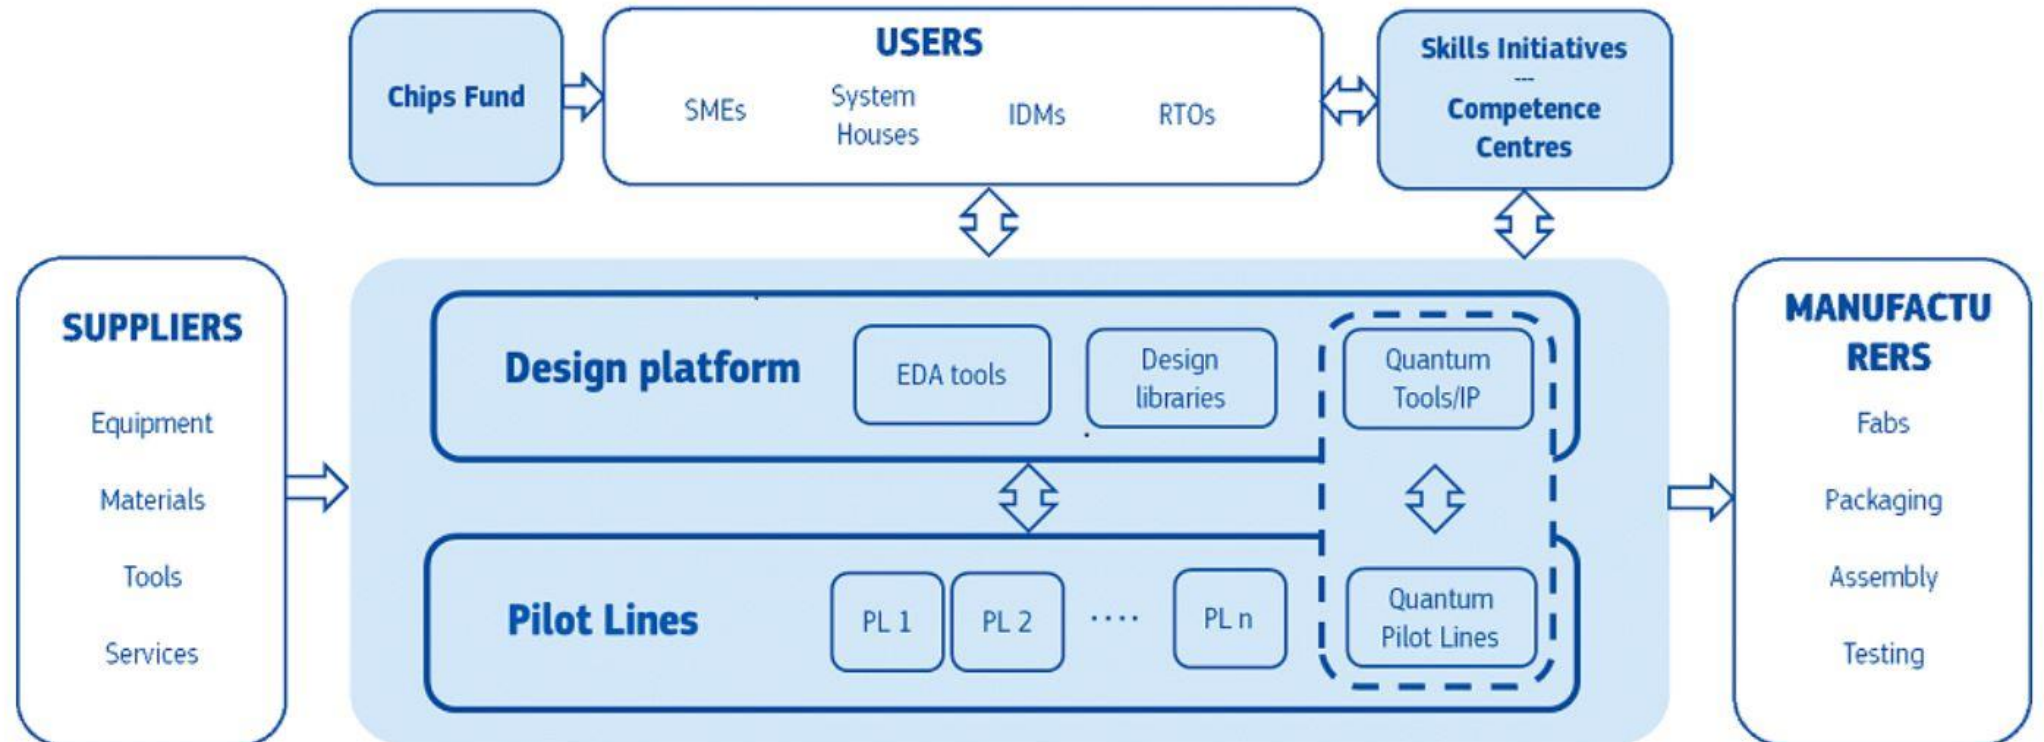 Chips Fund
USERS
SMEs
System
Houses
IDMs
RTOs
Skills Initiatives
---
Competence
Centres
SUPPLIERS
Equipment
Materials
Tools
Services
Design platform
EDA tools
Design
libraries
Quantum
Tools/IP
Pilot Lines
PL 1
PL 2
....
PL n
Quantum
Pilot Lines
MANUFACTU
RERS
Fabs
Packaging
Assembly
Testing